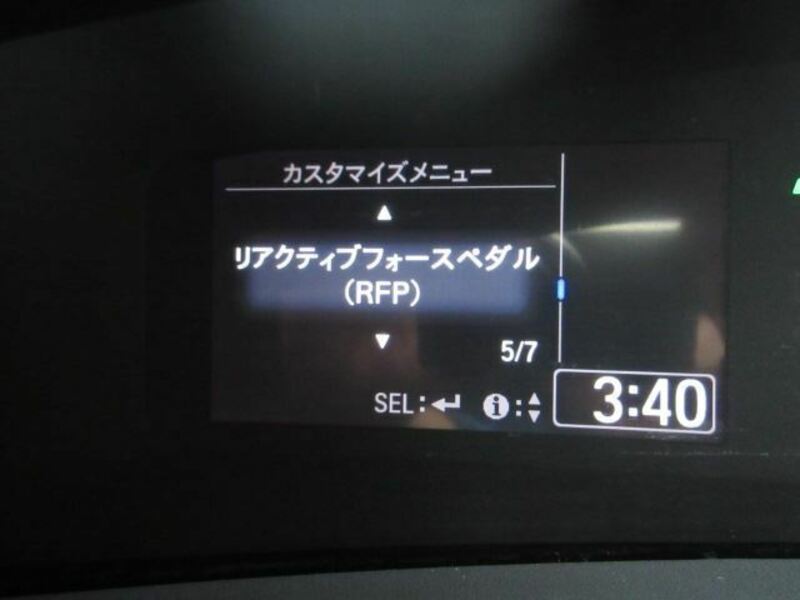 カスタマイズメニュー
▲
リアクティブフォースペダル
(RFP)
▼
5/7
SEL:↵ i:▲▼
3:40